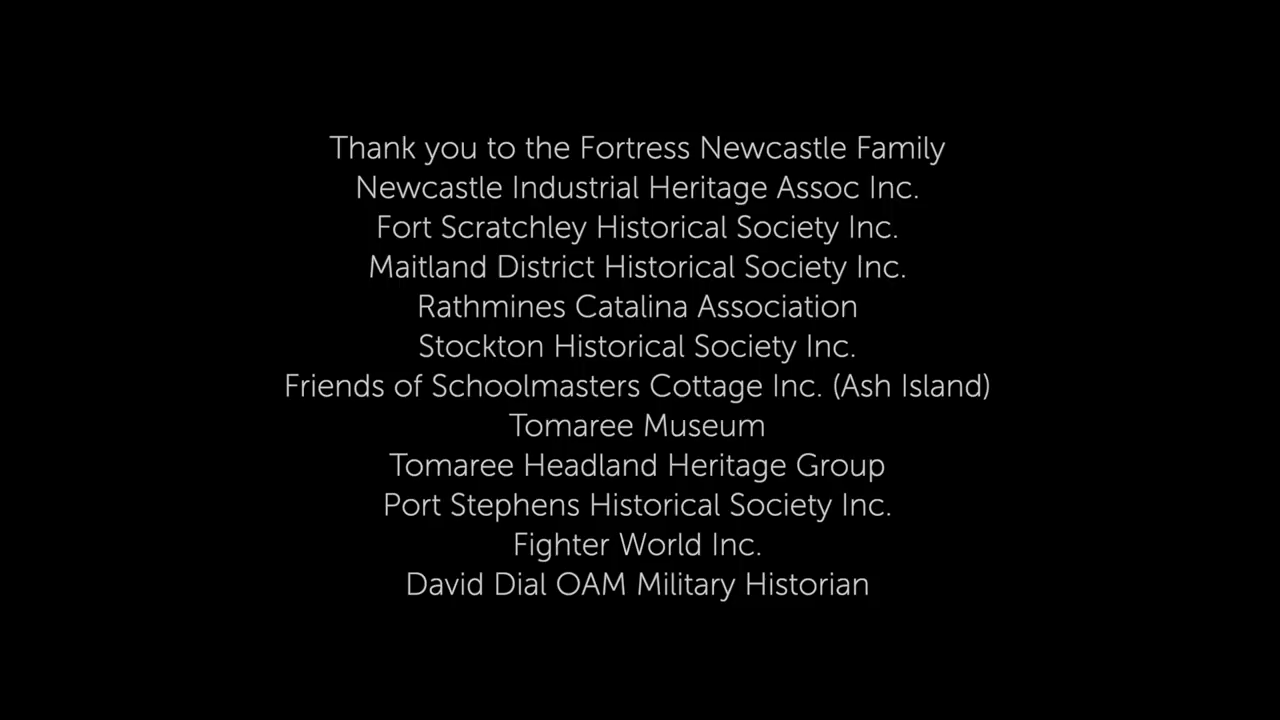 Thank you to the Fortress Newcastle Family
Newcastle Industrial Heritage Assoc Inc.
Fort Scratchley Historical Society Inc.
Maitland District Historical Society Inc.
Rathmines Catalina Association
Stockton Historical Society Inc.
Friends of Schoolmasters Cottage Inc. (Ash Island)
Tomaree Museum
Tomaree Headland Heritage Group
Port Stephens Historical Society Inc.
Fighter World Inc.
David Dial OAM Military Historian